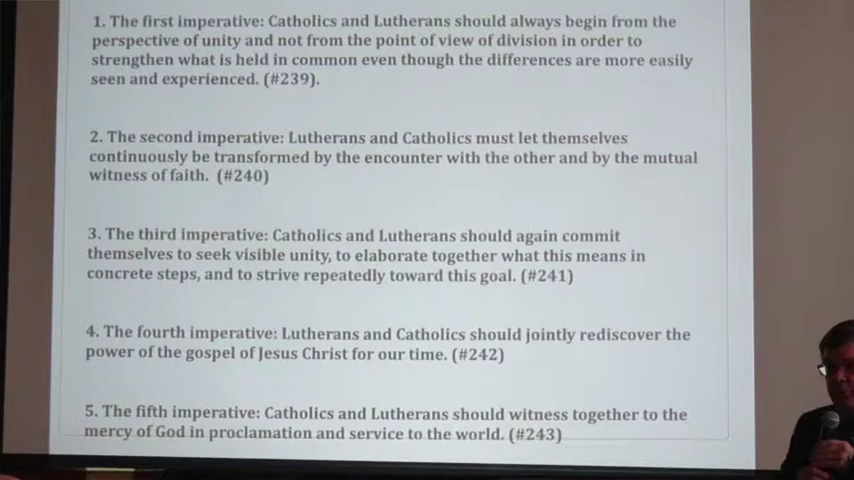 1. The first imperative: Catholics and Lutherans should always begin from the
perspective of unity and not from the point of view of division in order to
strengthen what is held in common even though the differences are more easily
seen and experienced. (#239).
2. The second imperative: Lutherans and Catholics must let themselves
continuously be transformed by the encounter with the other and by the mutual
witness of faith. (#240)
3. The third imperative: Catholics and Lutherans should again commit
themselves to seek visible unity, to elaborate together what this means in
concrete steps, and to strive repeatedly toward this goal. (#241)
4. The fourth imperative: Lutherans and Catholics should jointly rediscover the
power of the gospel of Jesus Christ for our time. (#242)
5. The fifth imperative: Catholics and Lutherans should witness together to the
mercy of God in proclamation and service to the world. (#243)